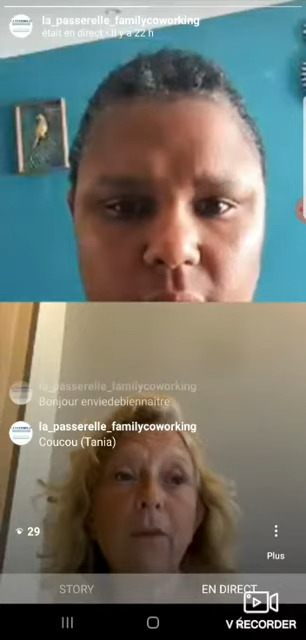 la_passerelle_familycoworking
était en direct • Il y a 22 h
la_passerelle_familycoworking
Bonjour enviedebiennaitre
la_passerelle_familycoworking
Coucou (Tania)
29
Plus
STORY EN DIRECT
V RECORDER